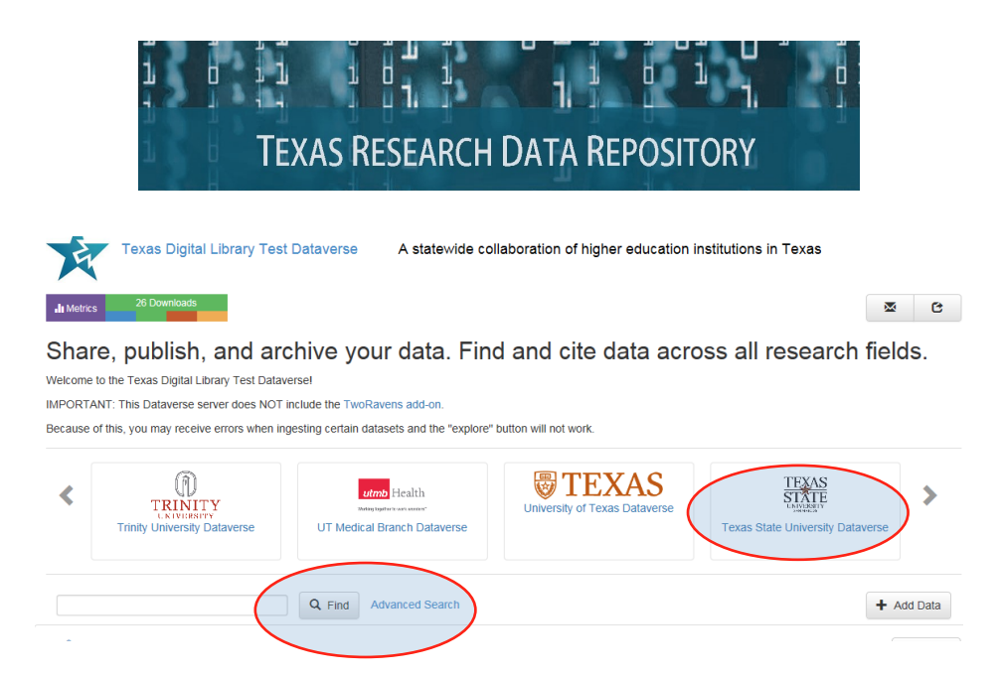 TEXAS RESEARCH DATA REPOSITORY
Texas Digital Library Test Dataverse
A statewide collaboration of higher education institutions in Texas
Metrics
26 Downloads
Share, publish, and archive your data. Find and cite data across all research fields.
Welcome to the Texas Digital Library Test Dataverse!
IMPORTANT: This Dataverse server does NOT include the TwoRavens add-on.
Because of this, you may receive errors when ingesting certain datasets and the "explore" button will not work.
TRINITY
UNIVERSITY
Trinity University Dataverse
utmb Health
Working together to work wonders
UT Medical Branch Dataverse
TEXAS
University of Texas Dataverse
TEXAS
STATE
UNIVERSITY
Texas State University Dataverse
Find
Advanced Search
Add Data